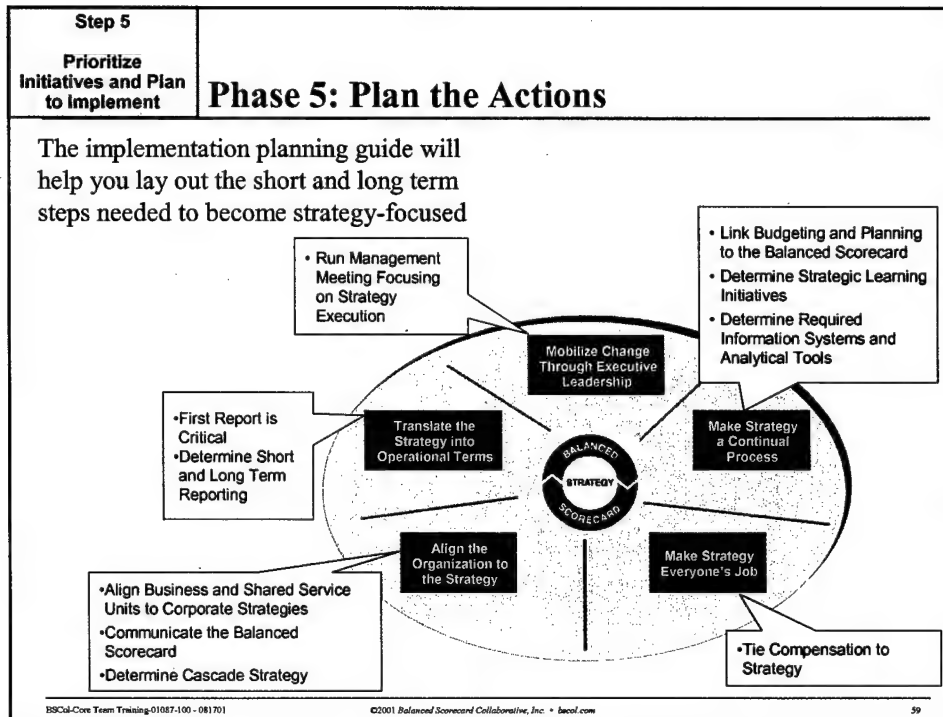 Step 5
Prioritize
Initiatives and Plan
to Implement
Phase 5: Plan the Actions
The implementation planning guide will
help you lay out the short and long term
steps needed to become strategy-focused
• Run Management
Meeting Focusing
on Strategy
Execution
• Link Budgeting and Planning
to the Balanced Scorecard
• Determine Strategic Learning
Initiatives
• Determine Required
Information Systems and
Analytical Tools
Mobilize Change
Through Executive
Leadership
•First Report is
Critical
•Determine Short
and Long Term
Reporting
Translate the
Strategy into
Operational Terms
Make Strategy
a Continual
Process
BALANCED
STRATEGY
SCORECARD
Align the
Organization to
the Strategy
Make Strategy
Everyone's Job
•Align Business and Shared Service
Units to Corporate Strategies
•Communicate the Balanced
Scorecard
•Determine Cascade Strategy
•Tie Compensation to
Strategy
BSCol-Core Team Training-01087-100 - 081701
©2001 Balanced Scorecard Collaborative, Inc. • bscol.com
59